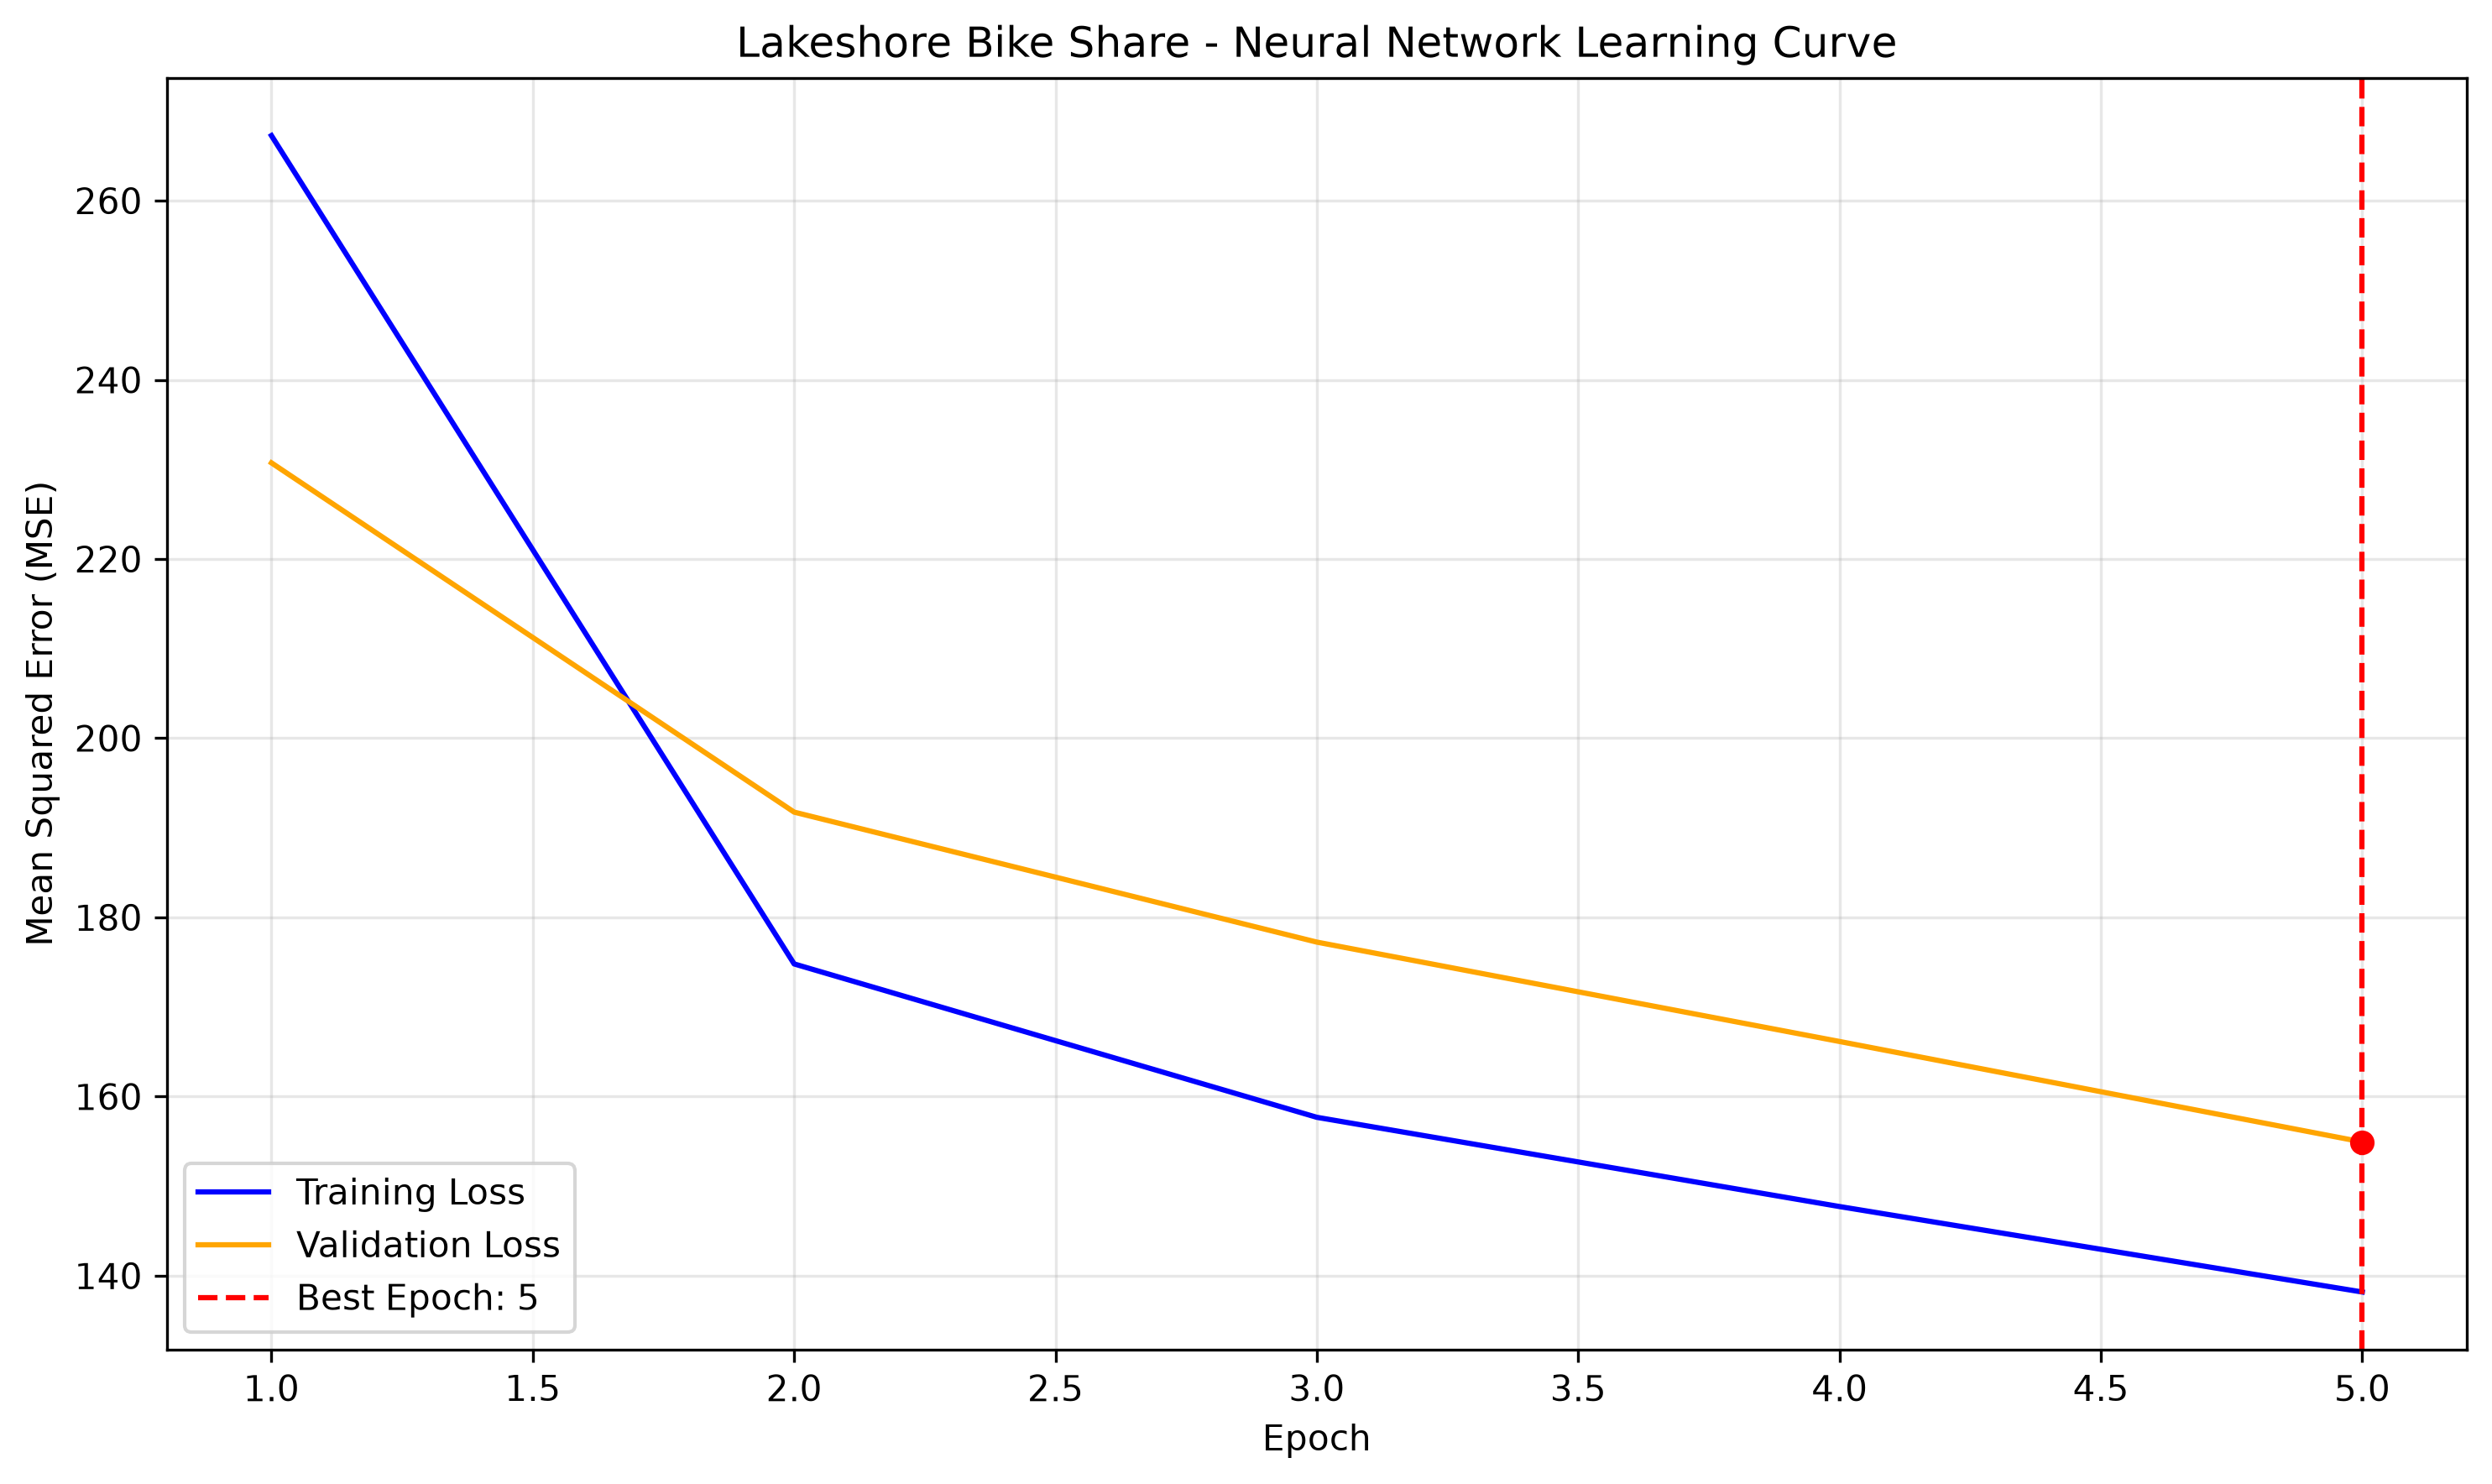 Lakeshore Bike Share - Neural Network Learning Curve
Mean Squared Error (MSE)
260
240
220
200
180
160
140
Training Loss
Validation Loss
Best Epoch: 5
1.0 1.5 2.0 2.5 3.0 3.5 4.0 4.5 5.0
Epoch